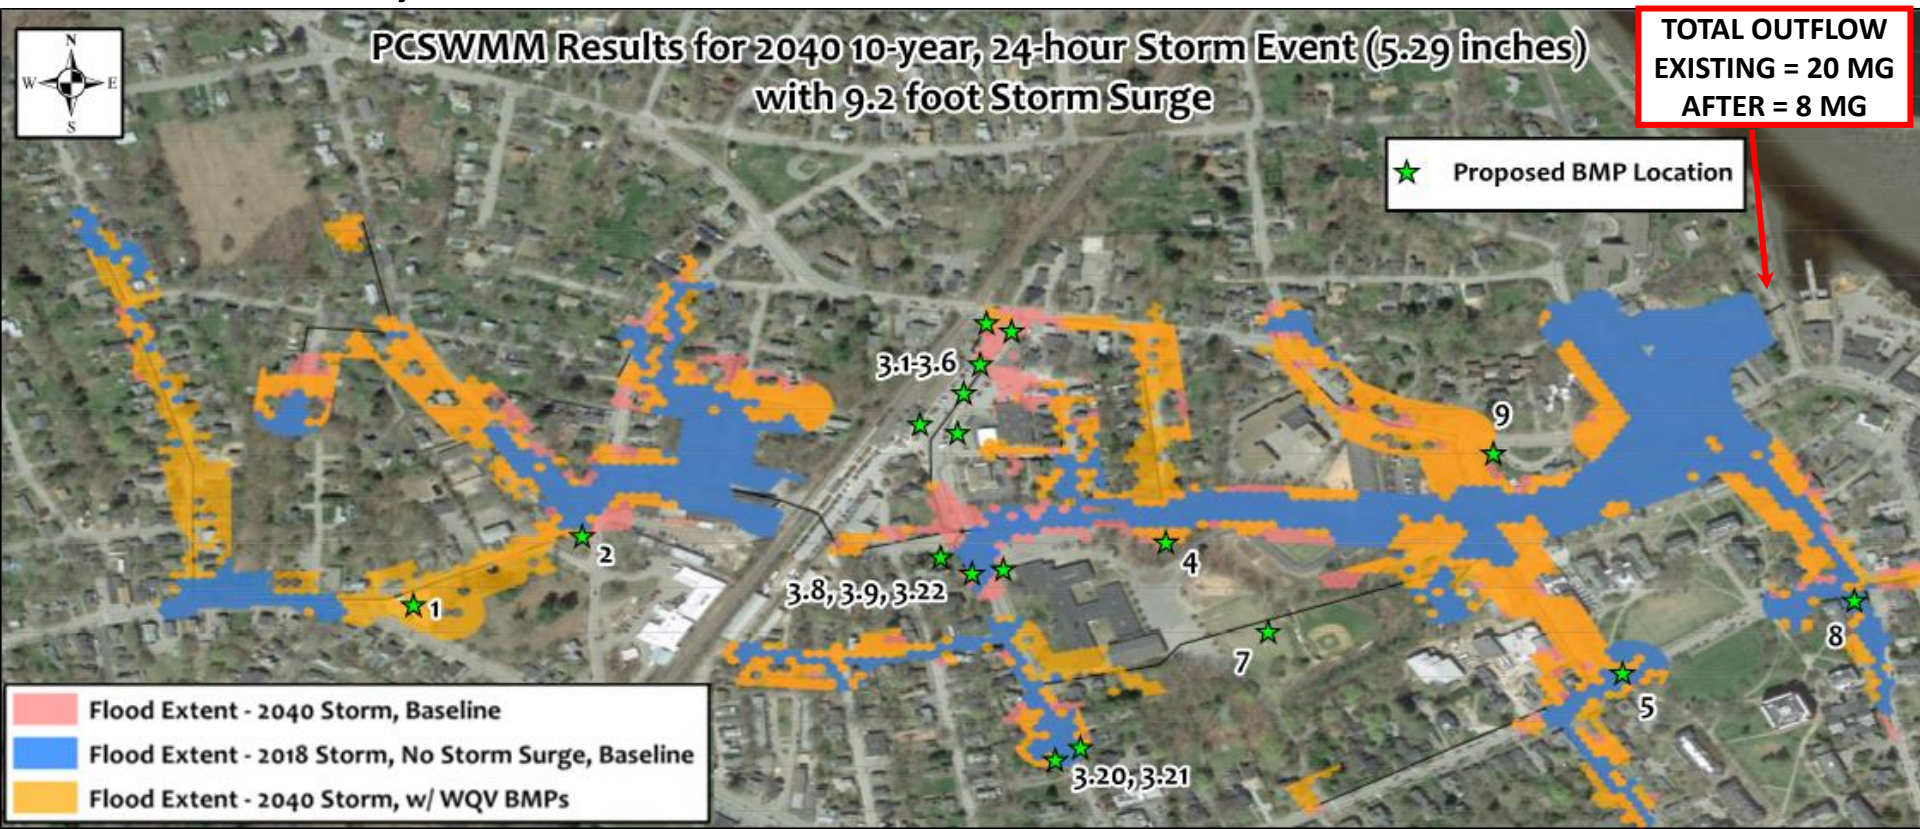 PCSWMM Results for 2040 10-year, 24-hour Storm Event (5.29 inches)
with 9.2 foot Storm Surge
TOTAL OUTFLOW
EXISTING = 20 MG
AFTER = 8 MG
N
W E
S
Proposed BMP Location
3.1-3.6
9
2
4
3.8, 3.9, 3.22
1
7
8
5
3.20, 3.21
Flood Extent - 2040 Storm, Baseline
Flood Extent - 2018 Storm, No Storm Surge, Baseline
Flood Extent - 2040 Storm, w/ WQV BMPs